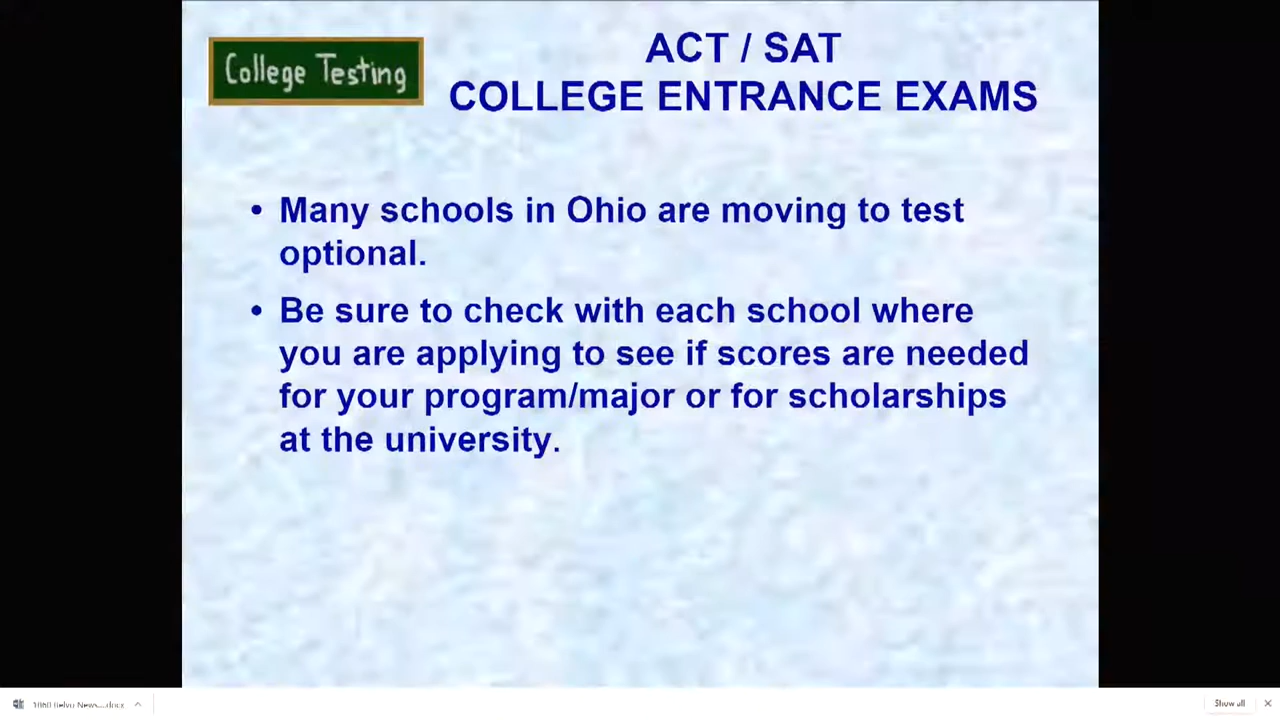 College Testing
ACT / SAT
COLLEGE ENTRANCE EXAMS
• Many schools in Ohio are moving to test
optional.
• Be sure to check with each school where
you are applying to see if scores are needed
for your program/major or for scholarships
at the university.
Show all